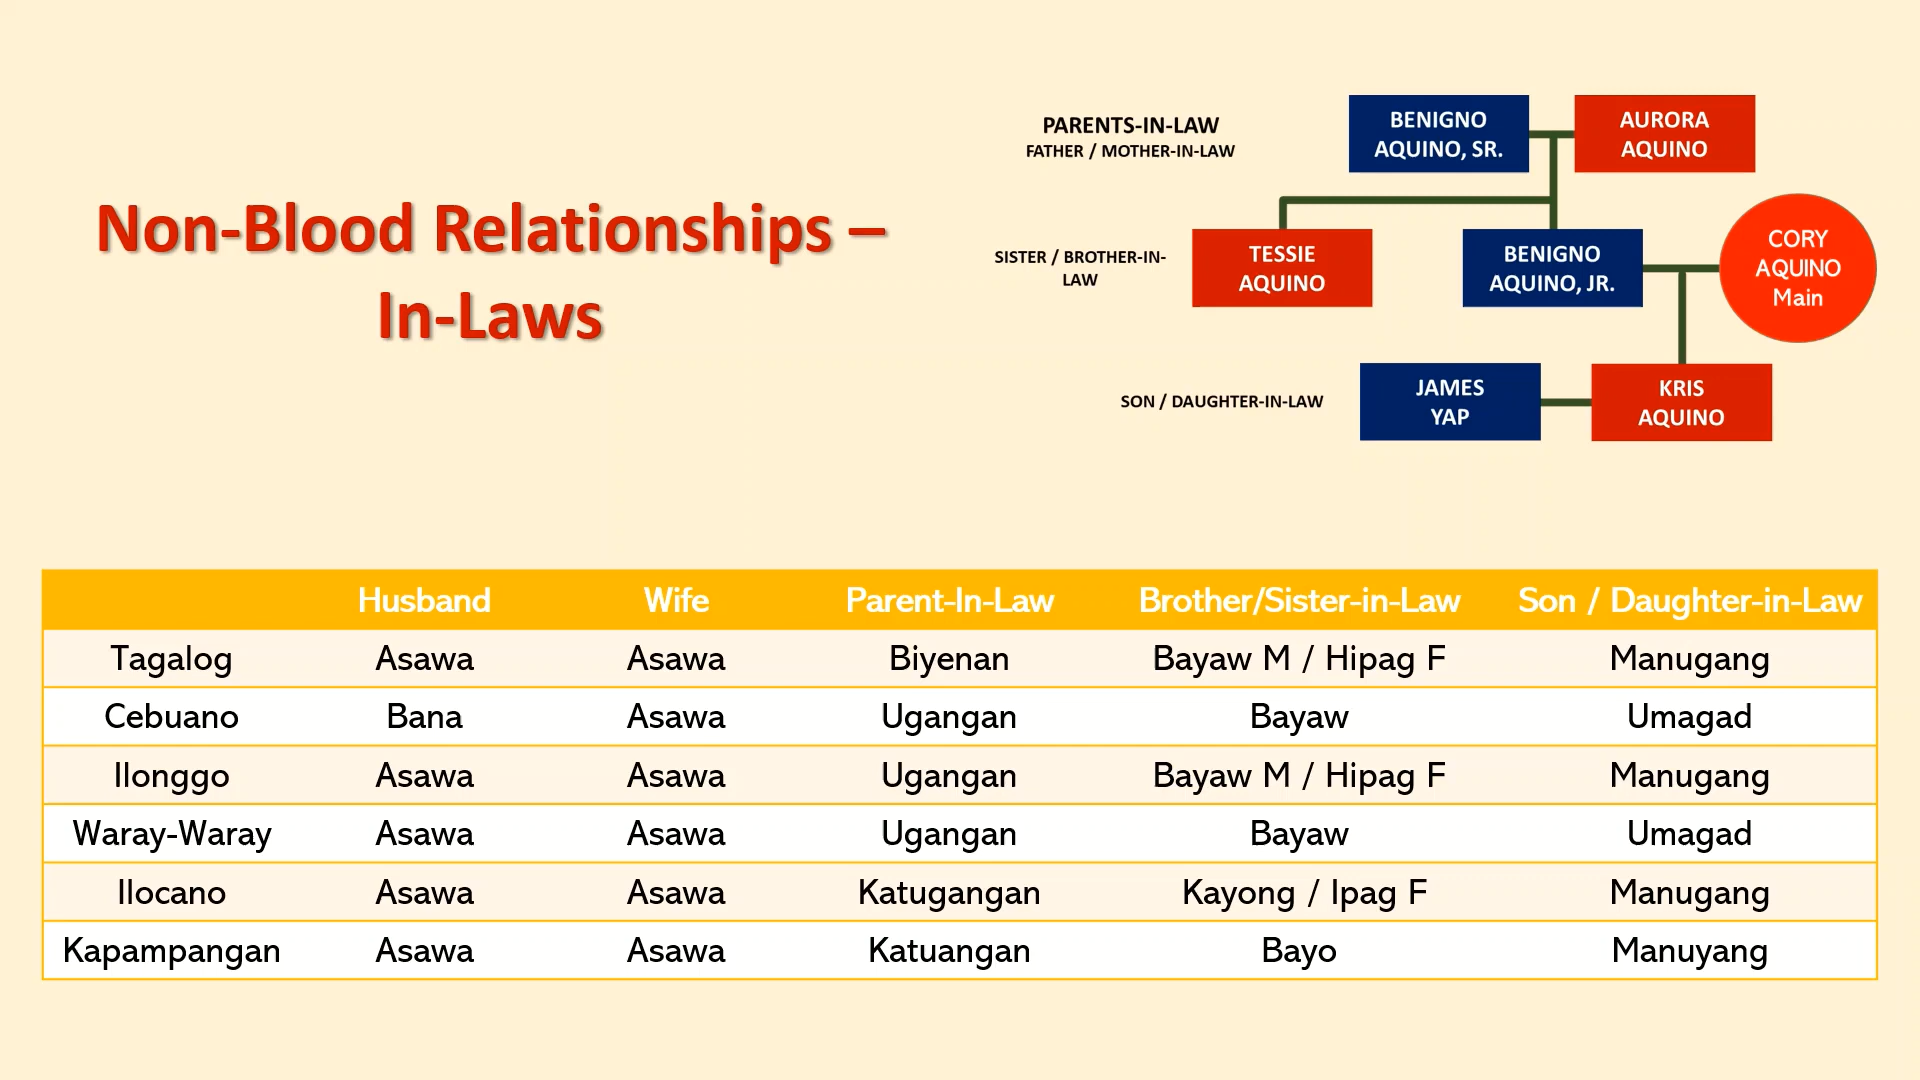 Non-Blood Relationships –
In-Laws
PARENTS-IN-LAW
FATHER / MOTHER-IN-LAW
BENIGNO
AQUINO, SR.
AURORA
AQUINO
SISTER / BROTHER-IN-
LAW
TESSIE
AQUINO
BENIGNO
AQUINO, JR.
CORY
AQUINO
Main
SON / DAUGHTER-IN-LAW
JAMES
YAP
KRIS
AQUINO
Husband Wife Parent-In-Law Brother/Sister-in-Law Son / Daughter-in-Law
Tagalog Asawa Asawa Biyenan Bayaw M / Hipag F Manugang
Cebuano Bana Asawa Ugangan Bayaw Umagad
Ilonggo Asawa Asawa Ugangan Bayaw M / Hipag F Manugang
Waray-Waray Asawa Asawa Ugangan Bayaw Umagad
Ilocano Asawa Asawa Katugangan Kayong / Ipag F Manugang
Kapampangan Asawa Asawa Katuangan Bayo Manuyang